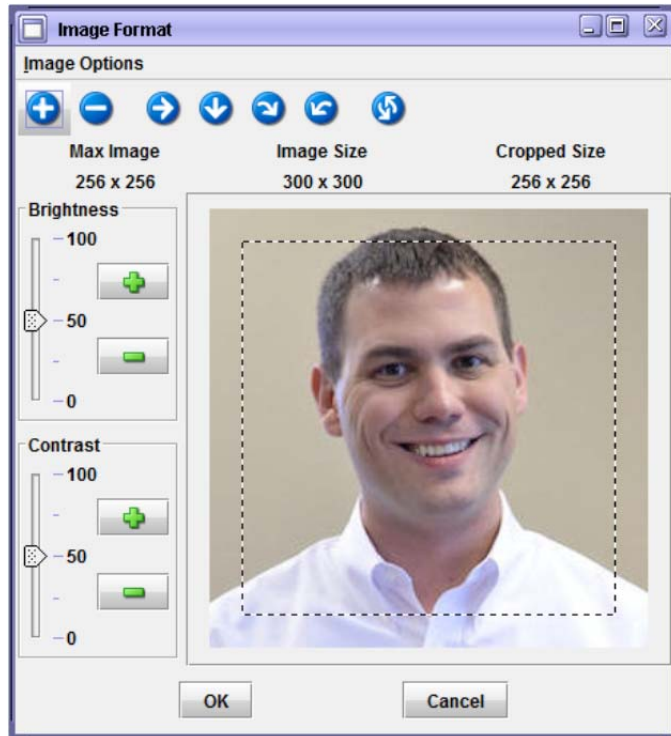 Image Format
Image Options
Max Image Image Size Cropped Size
256 x 256 300 x 300 256 x 256
Brightness
100
50
0
Contrast
100
50
0
OK Cancel